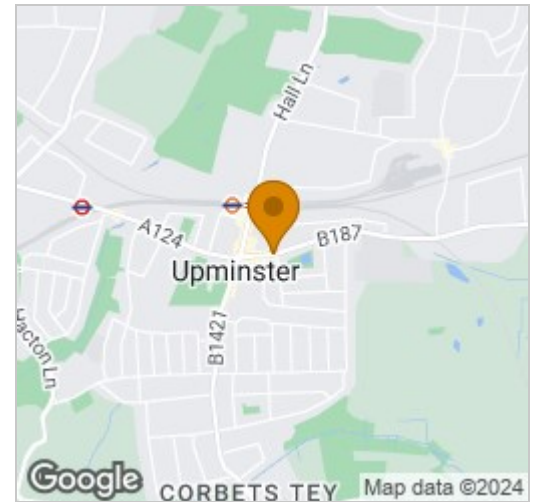 Hall Ln
A124
B187
Upminster
B1421
Hacton Ln
Google
CORBETS TEY
Map data ©2024